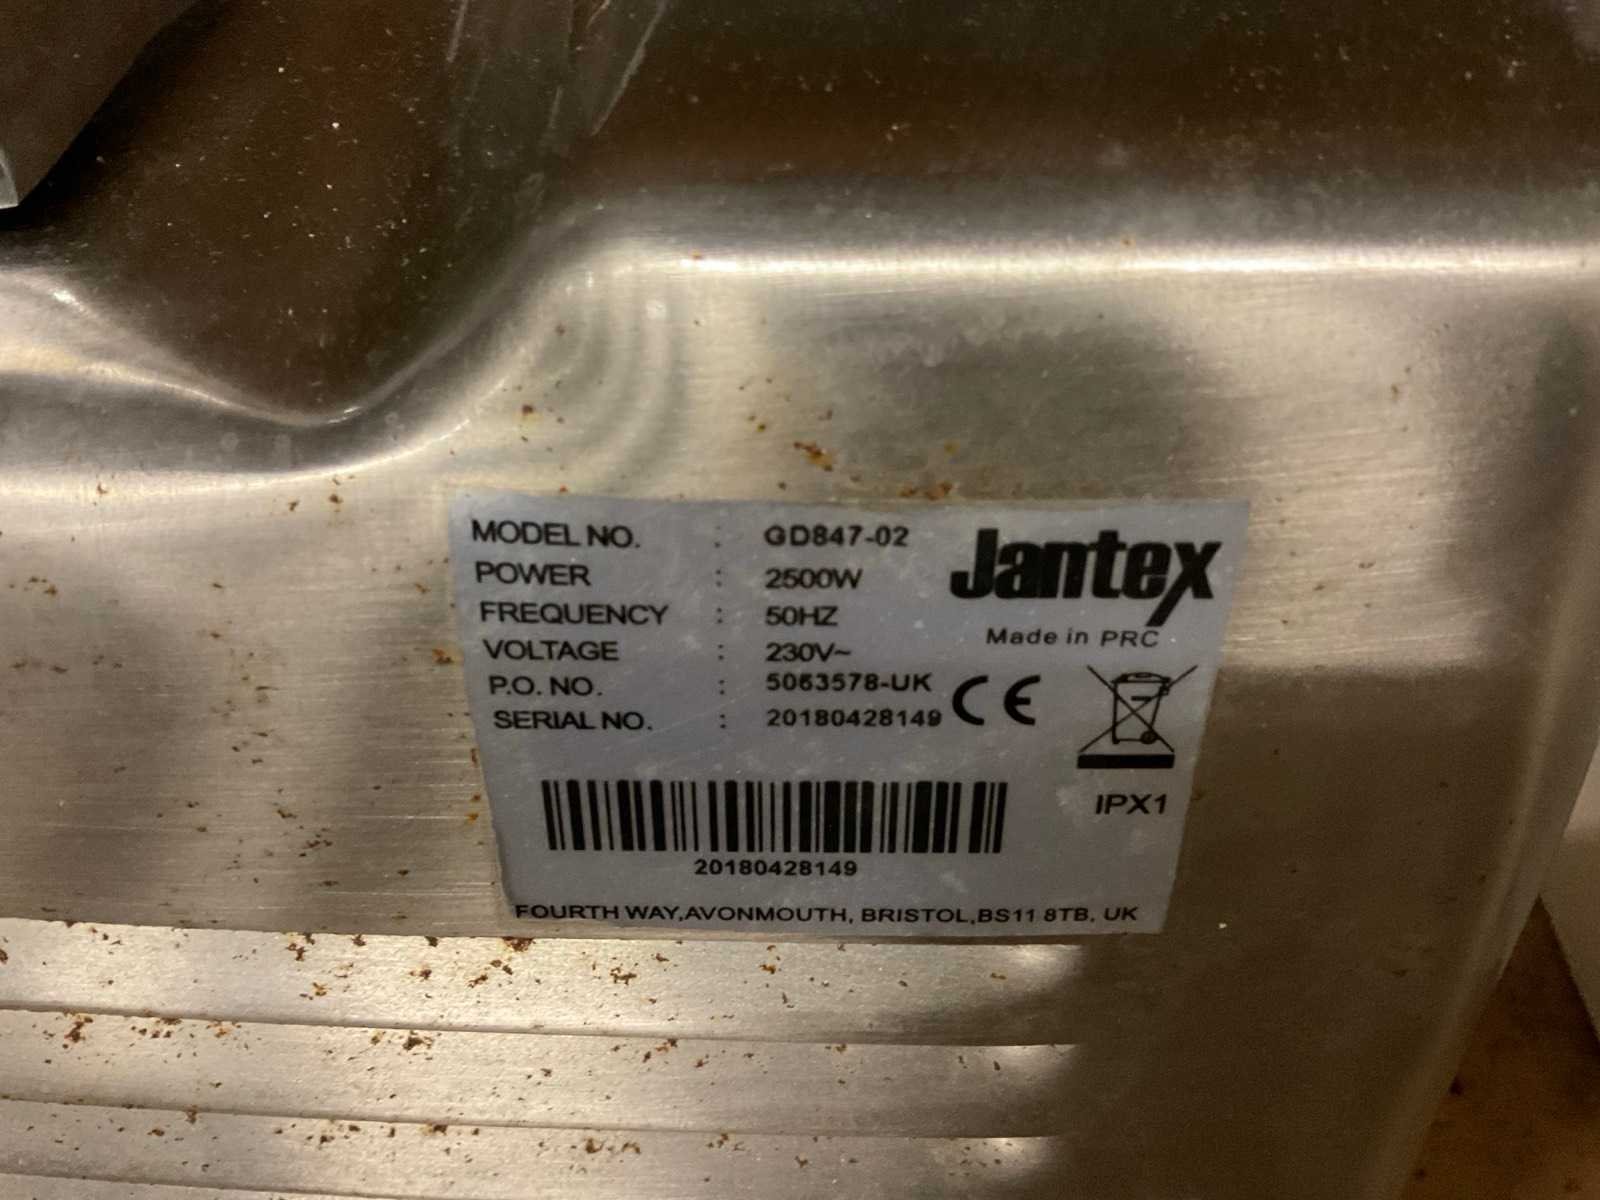 MODEL NO. : GD847-02
POWER : 2500W
FREQUENCY : 50HZ
VOLTAGE : 230V~
P.O. NO. : 5063578-UK
SERIAL NO. : 20180428149
Jantex
Made in PRC
CE
IPX1
20180428149
FOURTH WAY,AVONMOUTH, BRISTOL,BS11 8TB, UK